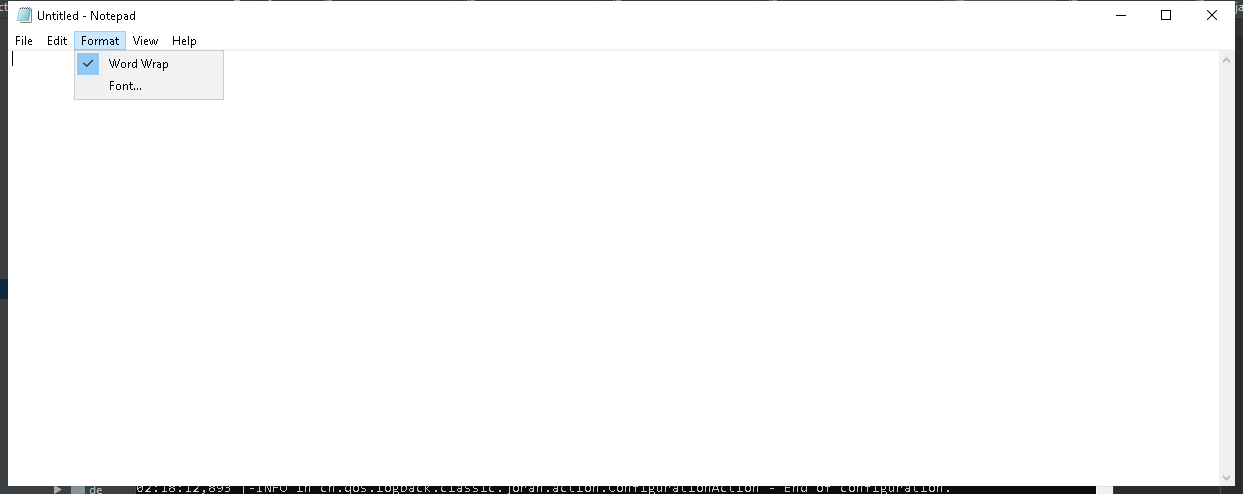 Untitled - Notepad
File Edit Format View Help
Word Wrap
Font...
de 02:18:12,893 |-INFO in ch.qos.logback.classic.joran.action.ConfigurationAction - End of configuration.